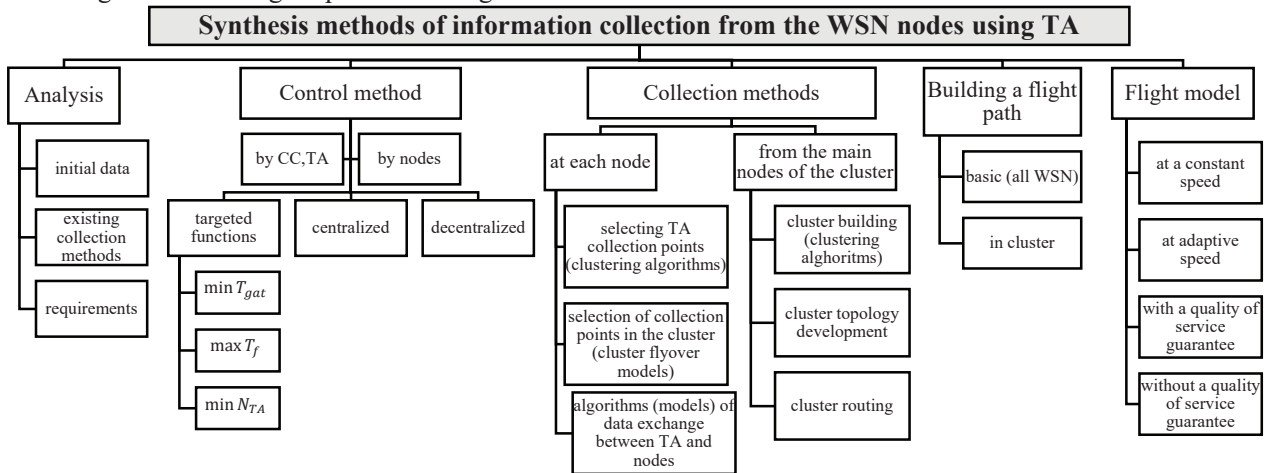 Synthesis methods of information collection from the WSN nodes using TA
Analysis
initial data
existing
collection
methods
requirements
Control method
by CC,TA
by nodes
targeted
functions
centralized
decentralized
min T_gat
max T_f
min N_TA
Collection methods
at each node
selecting TA
collection points
(clustering algorithms)
selection of collection
points in the cluster
(cluster flyover
models)
algorithms (models) of
data exchange
between TA and
nodes
from the main
nodes of the cluster
cluster building
(clustering
alghoritms)
cluster topology
development
cluster routing
Building a flight
path
basic (all WSN)
in cluster
Flight model
at a constant
speed
at adaptive
speed
with a quality of
service
guarantee
without a quality
of service
guarantee